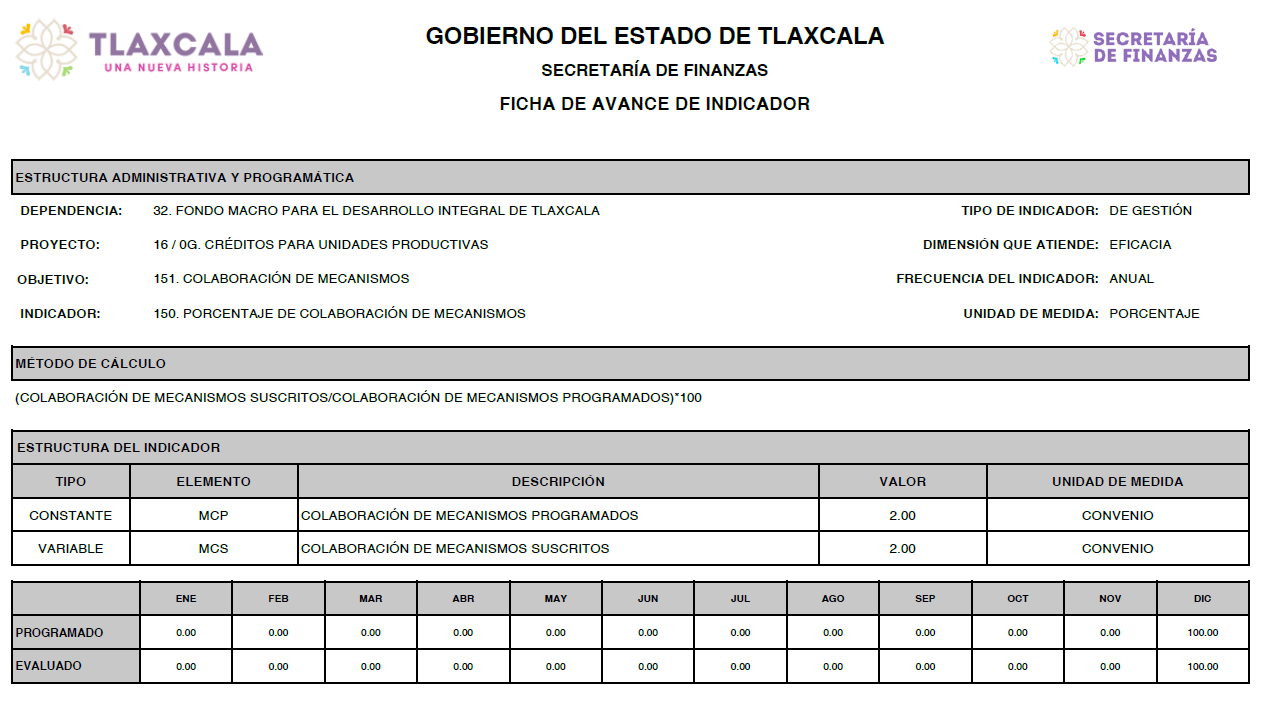 TLAXCALA
UNA NUEVA HISTORIA
GOBIERNO DEL ESTADO DE TLAXCALA
SECRETARÍA DE FINANZAS
FICHA DE AVANCE DE INDICADOR
SECRETARÍA
DE FINANZAS
ESTRUCTURA ADMINISTRATIVA Y PROGRAMÁTICA
DEPENDENCIA: 32. FONDO MACRO PARA EL DESARROLLO INTEGRAL DE TLAXCALA TIPO DE INDICADOR: DE GESTIÓN
PROYECTO: 16 / 0G. CRÉDITOS PARA UNIDADES PRODUCTIVAS DIMENSIÓN QUE ATIENDE: EFICACIA
OBJETIVO: 151. COLABORACIÓN DE MECANISMOS FRECUENCIA DEL INDICADOR: ANUAL
INDICADOR: 150. PORCENTAJE DE COLABORACIÓN DE MECANISMOS UNIDAD DE MEDIDA: PORCENTAJE
MÉTODO DE CÁLCULO
(COLABORACIÓN DE MECANISMOS SUSCRITOS/COLABORACIÓN DE MECANISMOS PROGRAMADOS)*100
ESTRUCTURA DEL INDICADOR
TIPO ELEMENTO DESCRIPCIÓN VALOR UNIDAD DE MEDIDA
CONSTANTE MCP COLABORACIÓN DE MECANISMOS PROGRAMADOS 2.00 CONVENIO
VARIABLE MCS COLABORACIÓN DE MECANISMOS SUSCRITOS 2.00 CONVENIO
ENE FEB MAR ABR MAY JUN JUL AGO SEP OCT NOV DIC
PROGRAMADO 0.00 0.00 0.00 0.00 0.00 0.00 0.00 0.00 0.00 0.00 0.00 100.00
EVALUADO 0.00 0.00 0.00 0.00 0.00 0.00 0.00 0.00 0.00 0.00 0.00 100.00